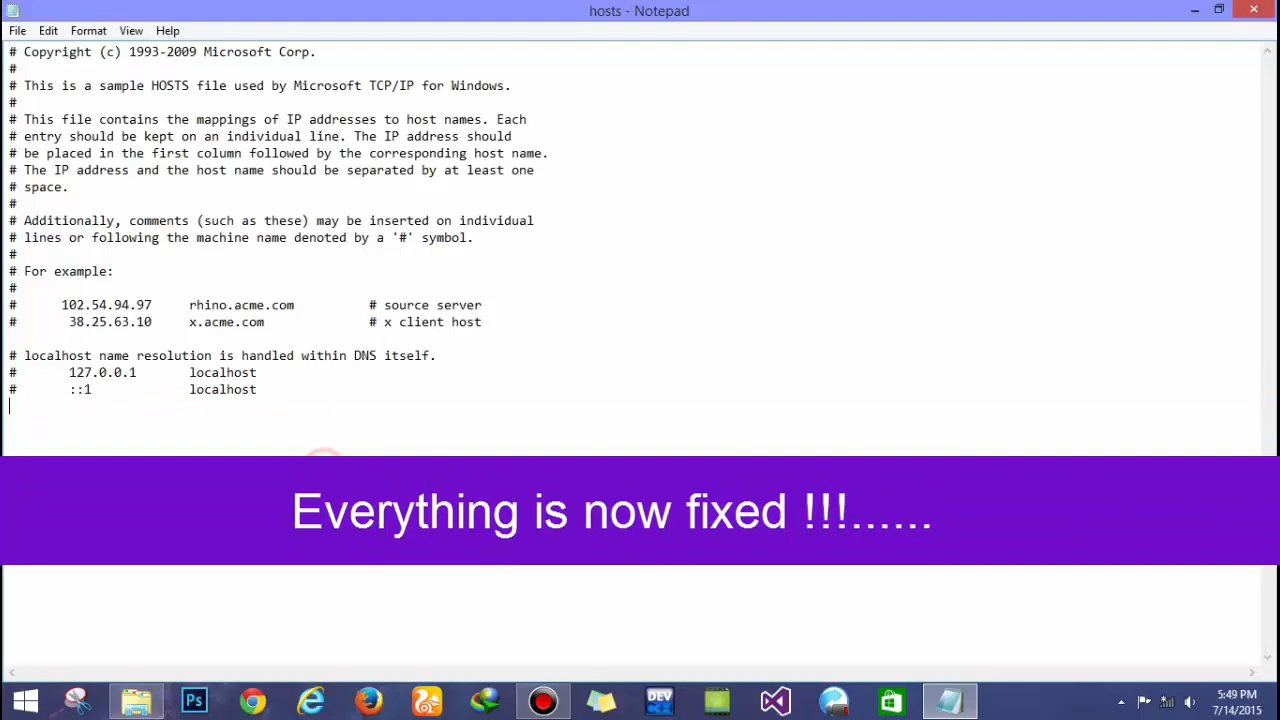 hosts - Notepad
File Edit Format View Help
# Copyright (c) 1993-2009 Microsoft Corp.
#
# This is a sample HOSTS file used by Microsoft TCP/IP for Windows.
#
# This file contains the mappings of IP addresses to host names. Each
# entry should be kept on an individual line. The IP address should
# be placed in the first column followed by the corresponding host name.
# The IP address and the host name should be separated by at least one
# space.
#
# Additionally, comments (such as these) may be inserted on individual
# lines or following the machine name denoted by a '#' symbol.
#
# For example:
#
#      102.54.94.97     rhino.acme.com          # source server
#       38.25.63.10     x.acme.com              # x client host
# localhost name resolution is handled within DNS itself.
#       127.0.0.1       localhost
#       ::1             localhost
Everything is now fixed !!!......
Ps
DEV
C++
5:49 PM
7/14/2015